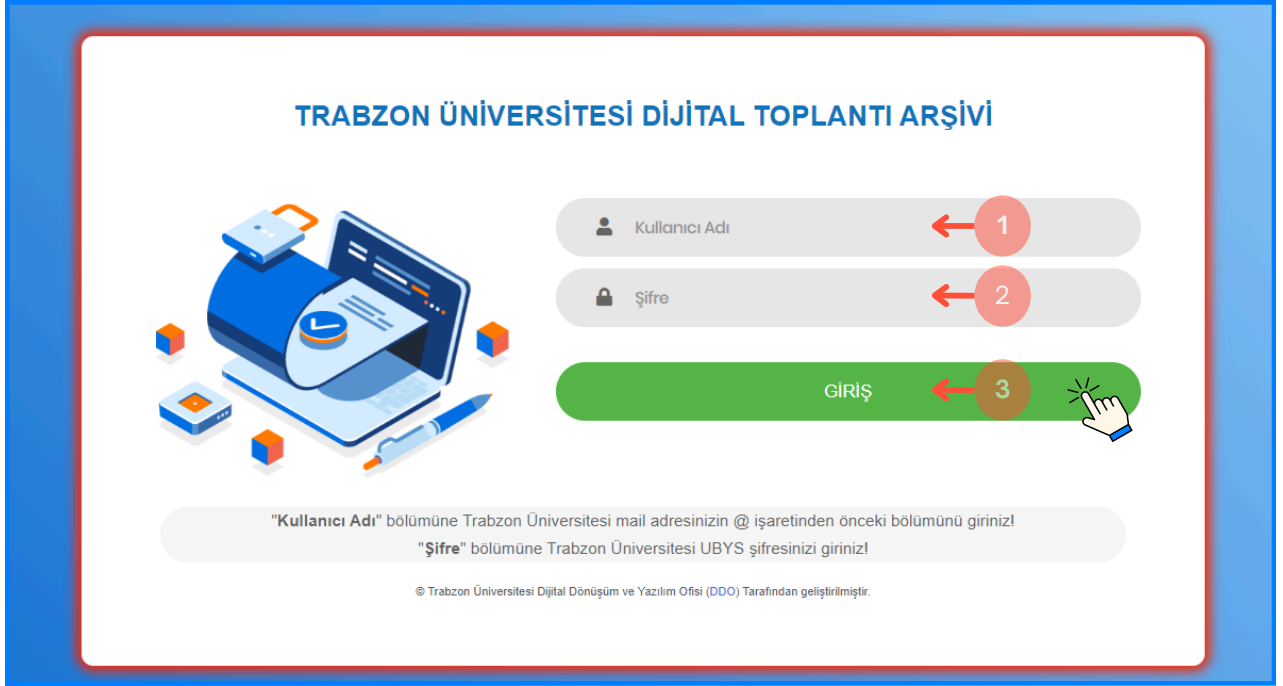 TRABZON ÜNİVERSİTESİ DİJİTAL TOPLANTI ARŞİVİ
Kullanıcı Adı
1
Şifre
2
GİRİŞ
3
"Kullanıcı Adı" bölümüne Trabzon Üniversitesi mail adresinizin @ işaretinden önceki bölümünü giriniz!
"Şifre" bölümüne Trabzon Üniversitesi UBYS şifresinizi giriniz!
© Trabzon Üniversitesi Dijital Dönüşüm ve Yazılım Ofisi (DDO) Tarafından geliştirilmiştir.